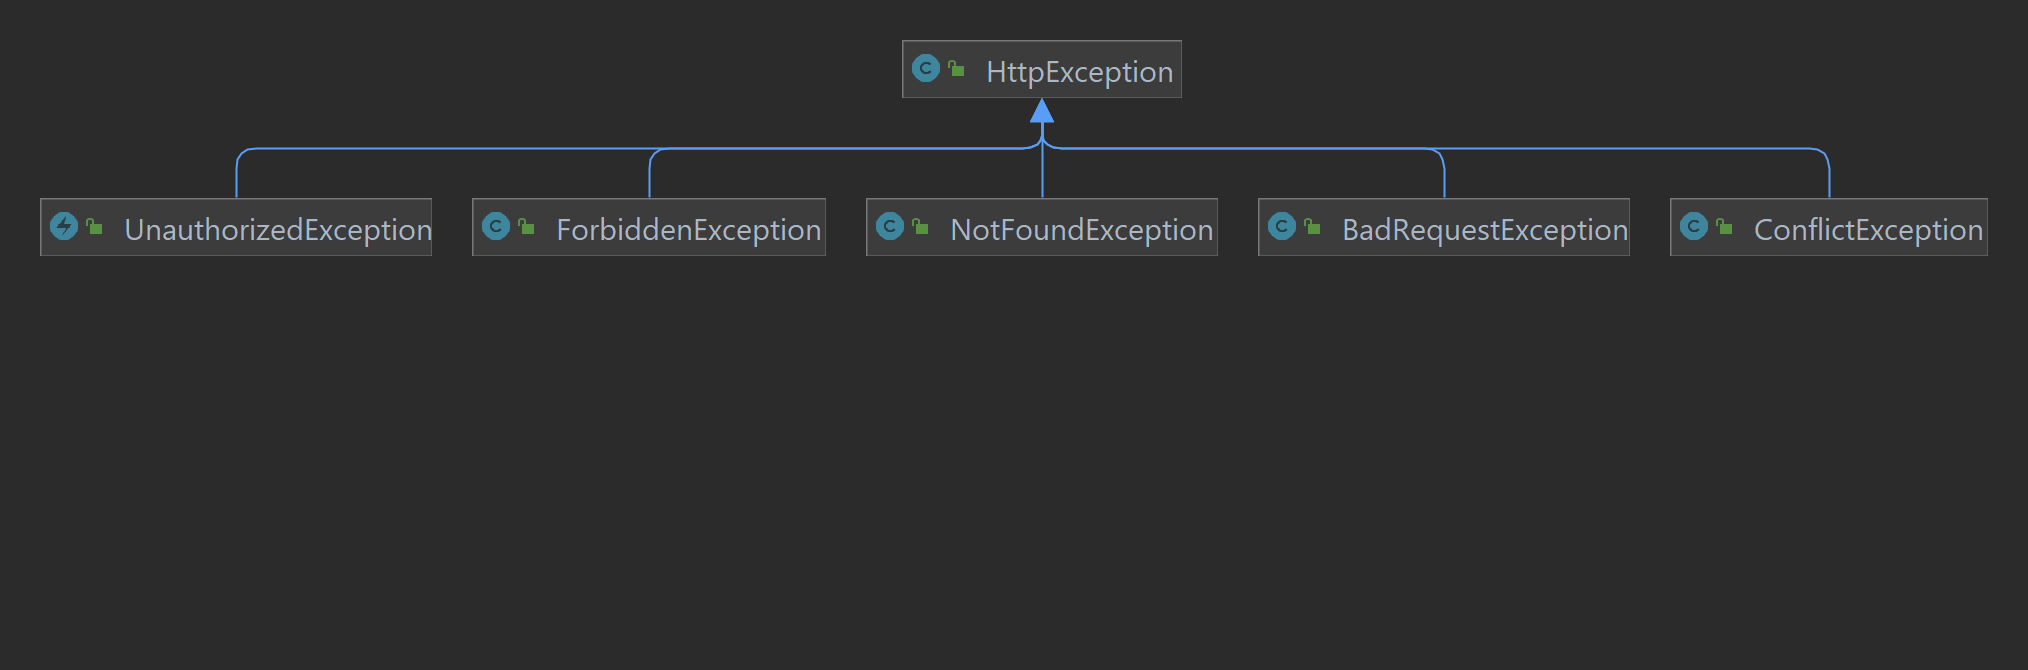 HttpException
UnauthorizedException
ForbiddenException
NotFoundException
BadRequestException
ConflictException